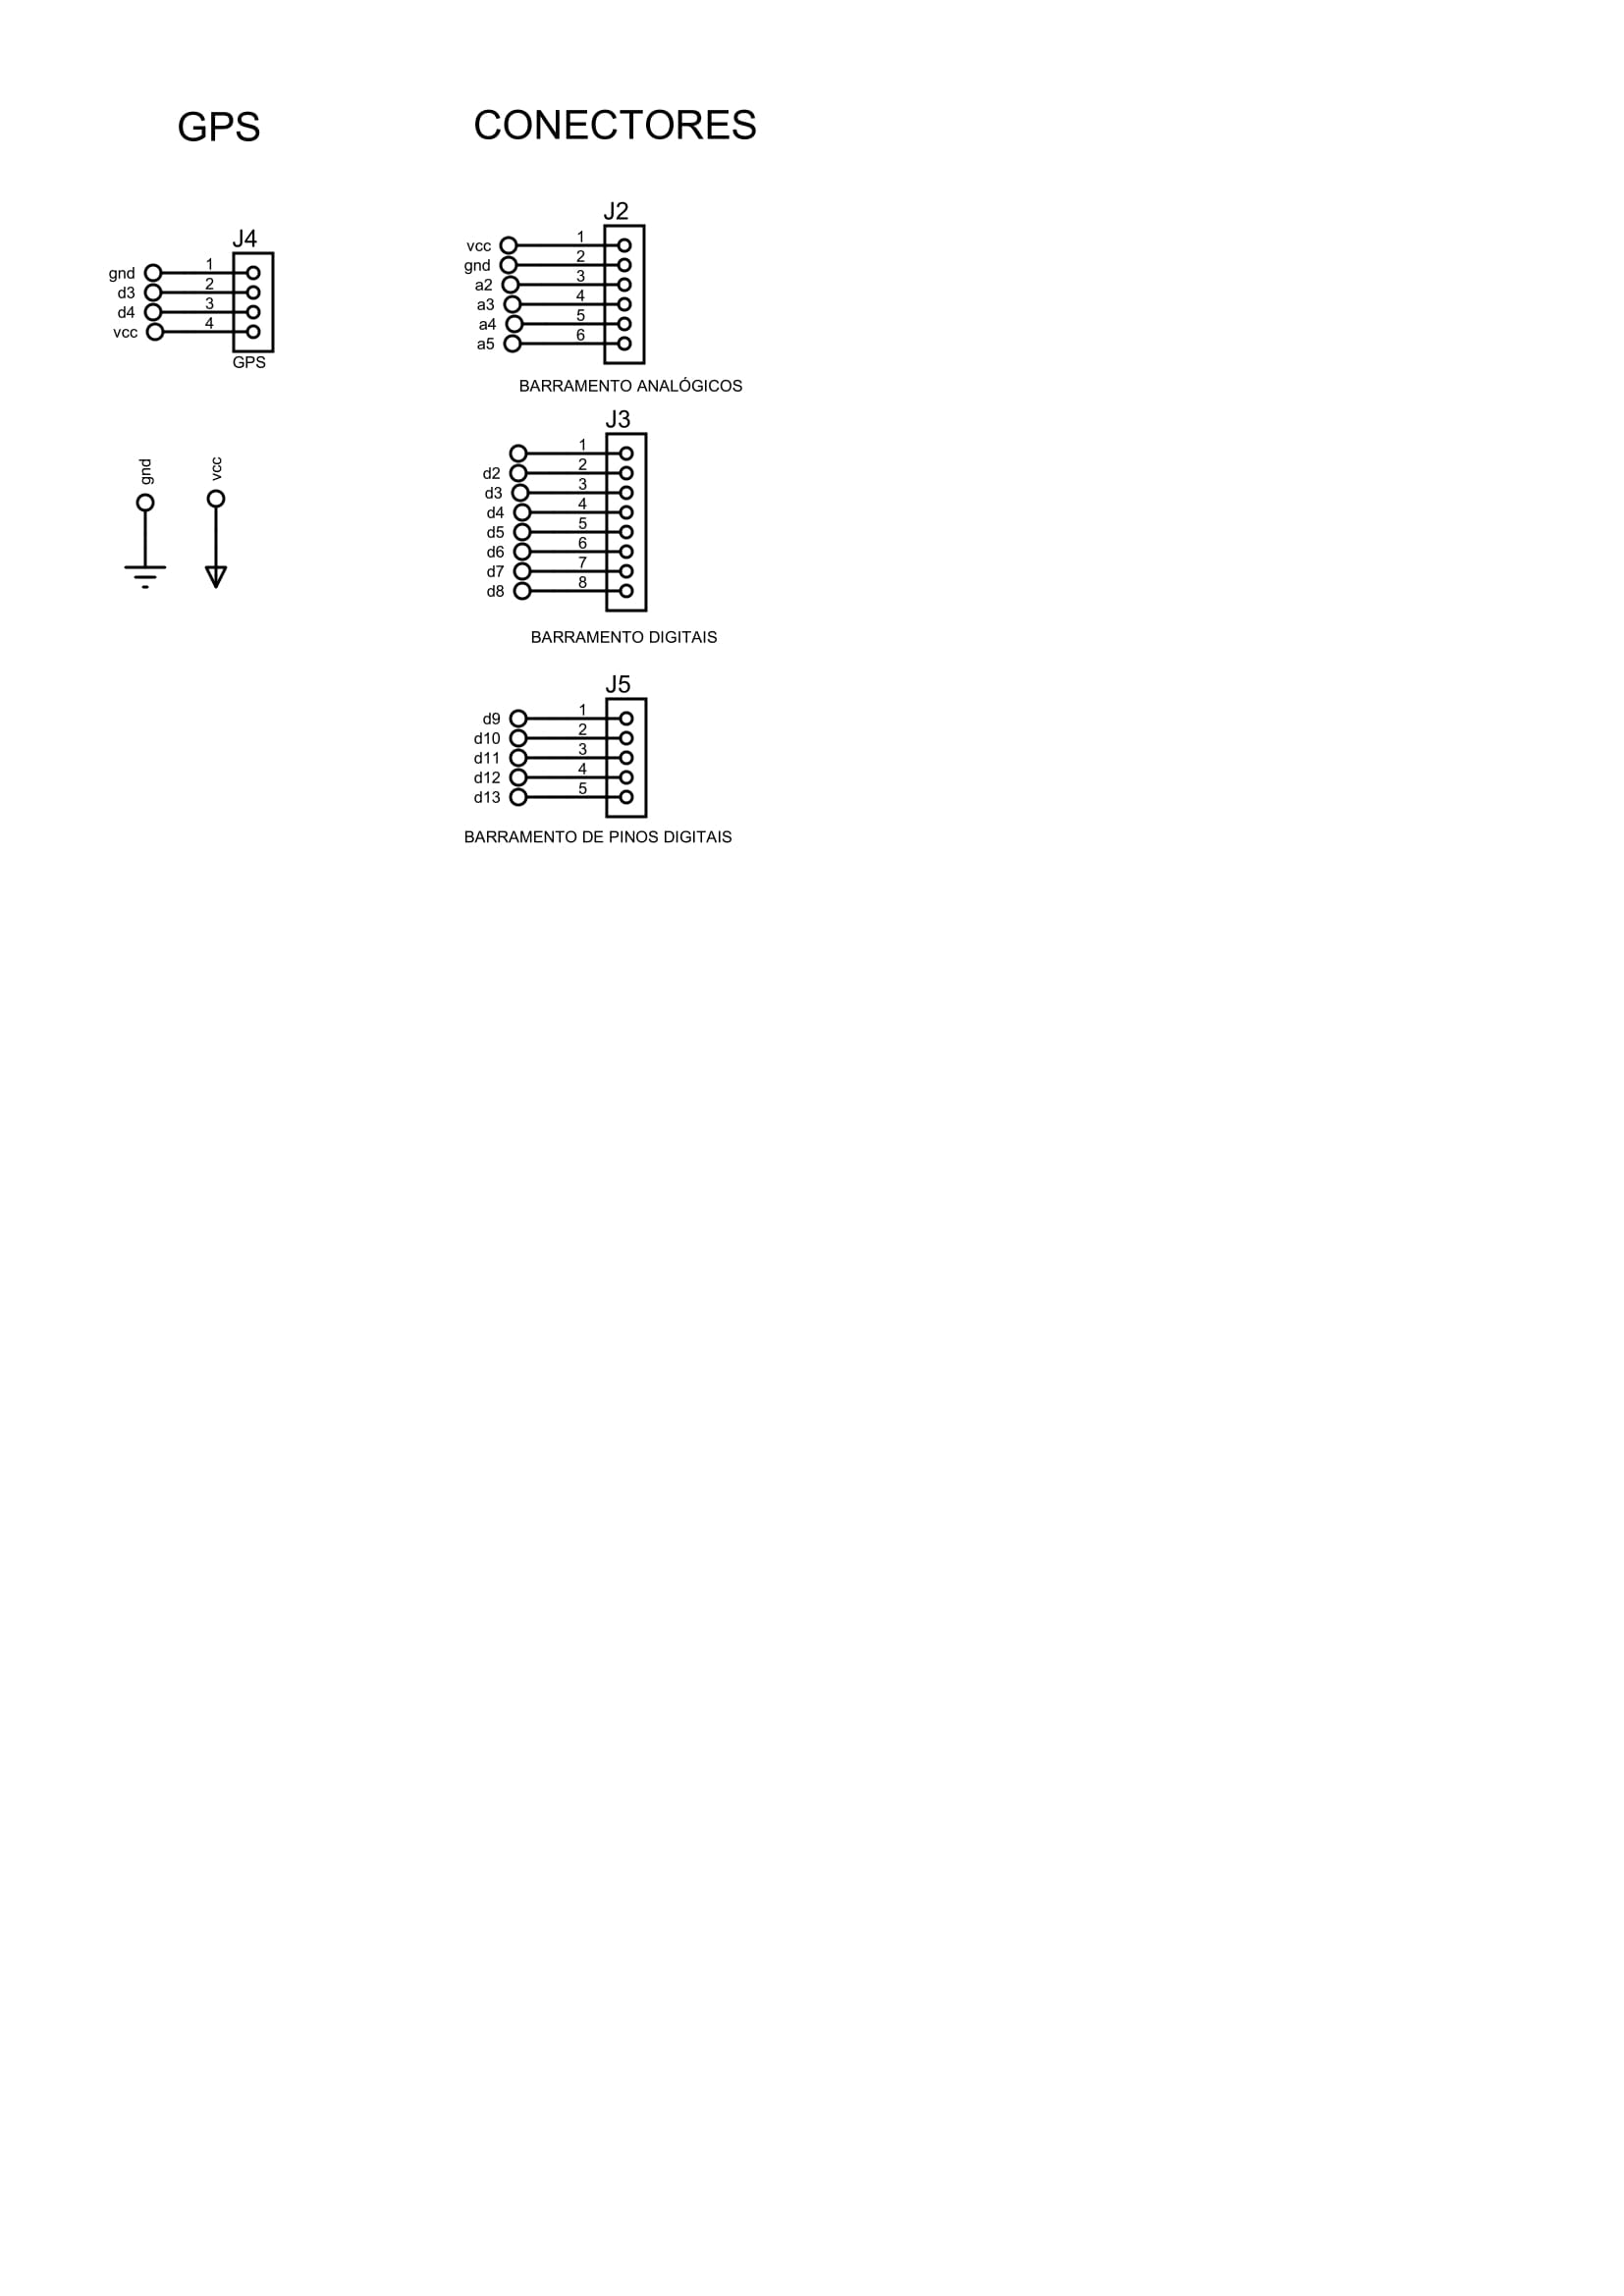 GPS
CONECTORES
J4
gnd 1
d3 2
d4 3
vcc 4
GPS
gnd
vcc
J2
vcc 1
gnd 2
a2 3
a3 4
a4 5
a5 6
BARRAMENTO ANALÓGICOS
J3
1
d2 2
d3 3
d4 4
d5 5
d6 6
d7 7
d8 8
BARRAMENTO DIGITAIS
J5
d9 1
d10 2
d11 3
d12 4
d13 5
BARRAMENTO DE PINOS DIGITAIS